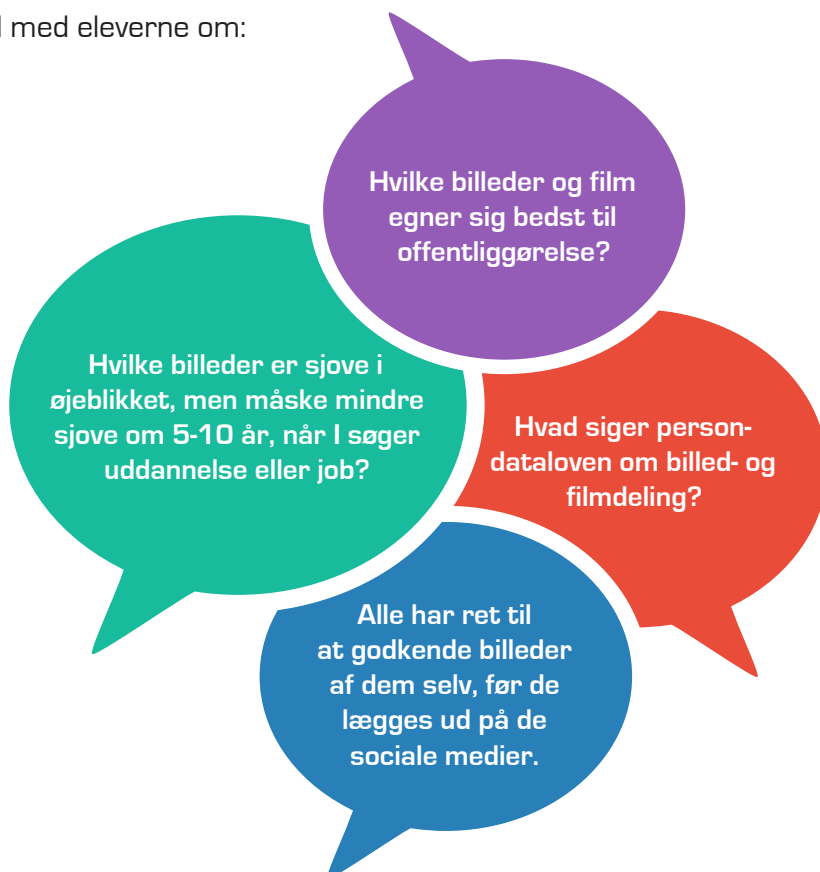 med eleverne om:
Hvilke billeder og film
egner sig bedst til
offentliggørelse?
Hvilke billeder er sjove i
øjeblikket, men måske mindre
sjove om 5-10 år, når I søger
uddannelse eller job?
Hvad siger person-
dataloven om billed- og
filmdeling?
Alle har ret til
at godkende billeder
af dem selv, før de
lægges ud på de
sociale medier.